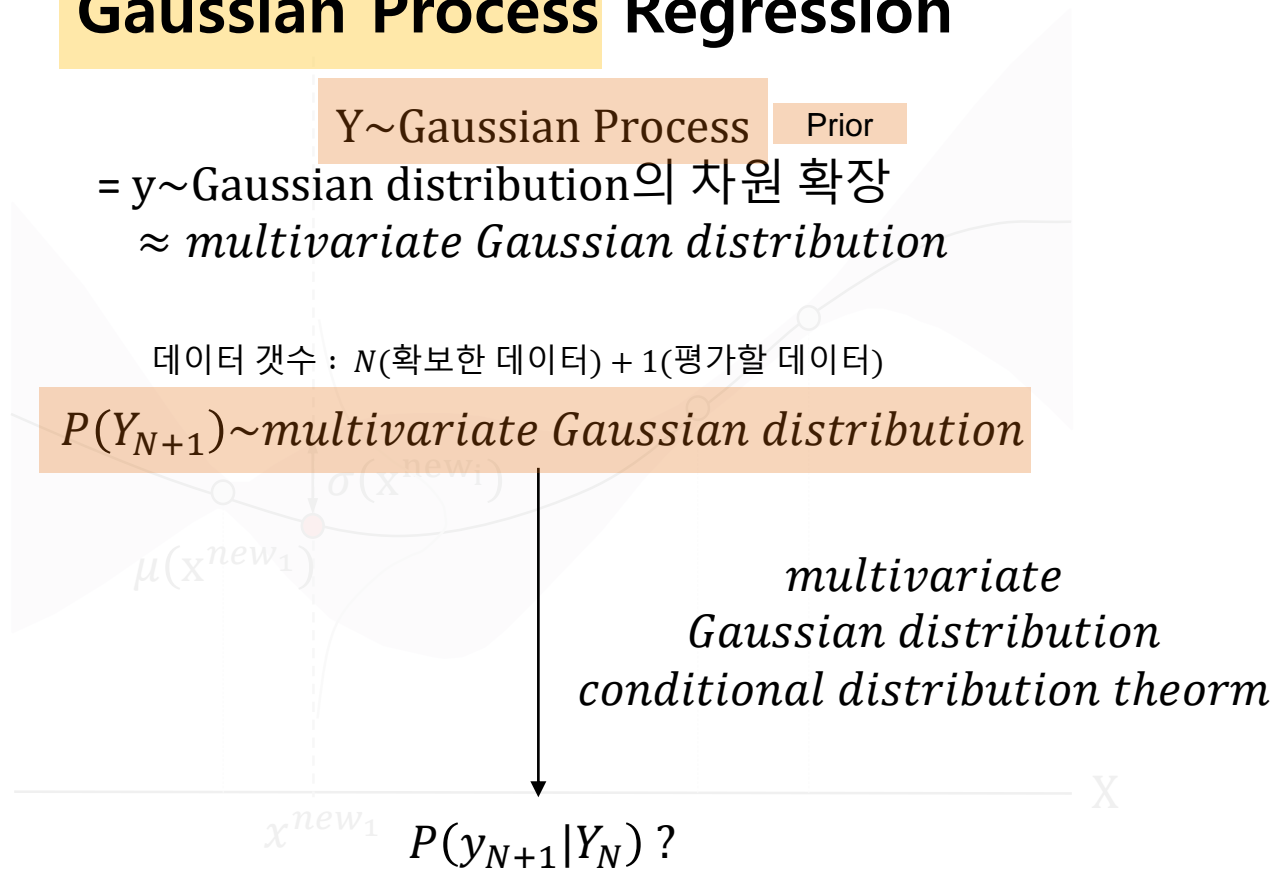 Gaussian Process Regression
Y~Gaussian Process
Prior
= y~Gaussian distribution의 차원 확장
≈ multivariate Gaussian distribution
데이터 갯수 : N(확보한 데이터) + 1(평가할 데이터)
P(Y_{N+1})~multivariate Gaussian distribution
σ(x^{new_i})
μ(x^{new_1})
multivariate
Gaussian distribution
conditional distribution theorm
X
x^{new_1}
P(y_{N+1}|Y_N) ?